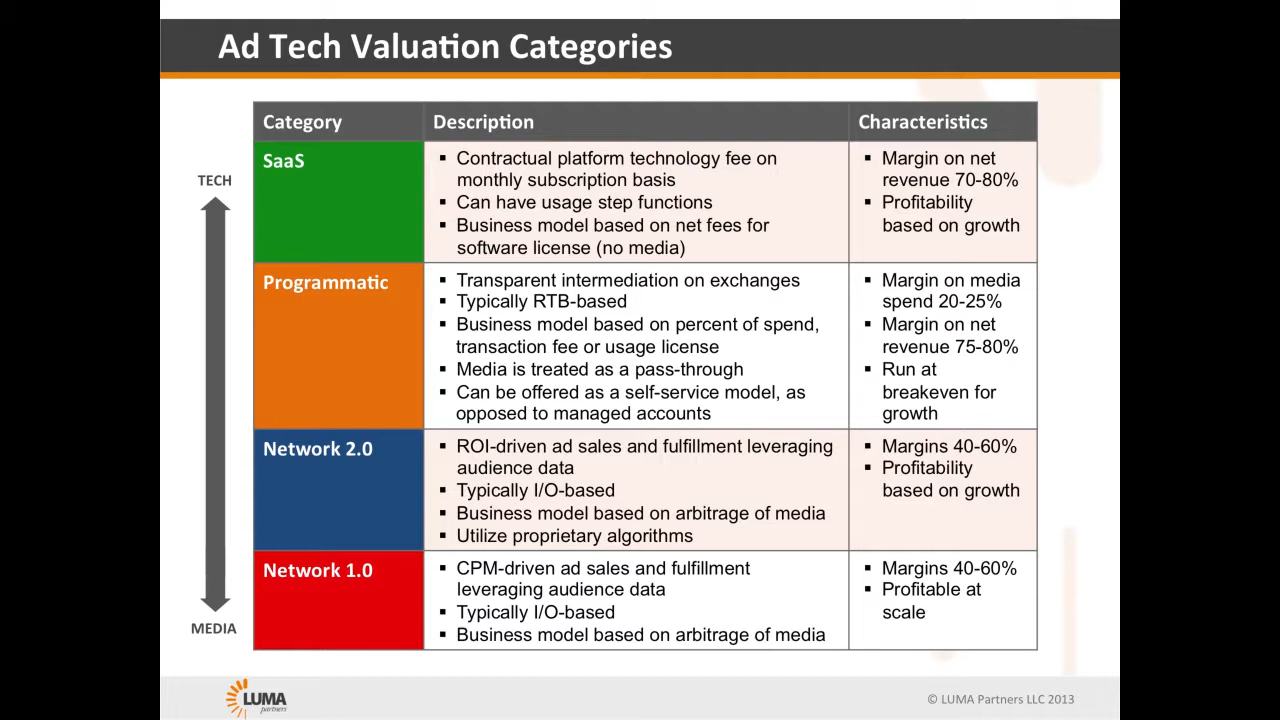 Ad Tech Valuation Categories
Category
Description
Characteristics
TECH
MEDIA
SaaS
▪ Contractual platform technology fee on
monthly subscription basis
▪ Can have usage step functions
▪ Business model based on net fees for
software license (no media)
▪ Margin on net
revenue 70-80%
▪ Profitability
based on growth
Programmatic
▪ Transparent intermediation on exchanges
▪ Typically RTB-based
▪ Business model based on percent of spend,
transaction fee or usage license
▪ Media is treated as a pass-through
▪ Can be offered as a self-service model, as
opposed to managed accounts
▪ Margin on media
spend 20-25%
▪ Margin on net
revenue 75-80%
▪ Run at
breakeven for
growth
Network 2.0
▪ ROI-driven ad sales and fulfillment leveraging
audience data
▪ Typically I/O-based
▪ Business model based on arbitrage of media
▪ Utilize proprietary algorithms
▪ Margins 40-60%
▪ Profitability
based on growth
Network 1.0
▪ CPM-driven ad sales and fulfillment
leveraging audience data
▪ Typically I/O-based
▪ Business model based on arbitrage of media
▪ Margins 40-60%
▪ Profitable at
scale
LUMA
partners
© LUMA Partners LLC 2013